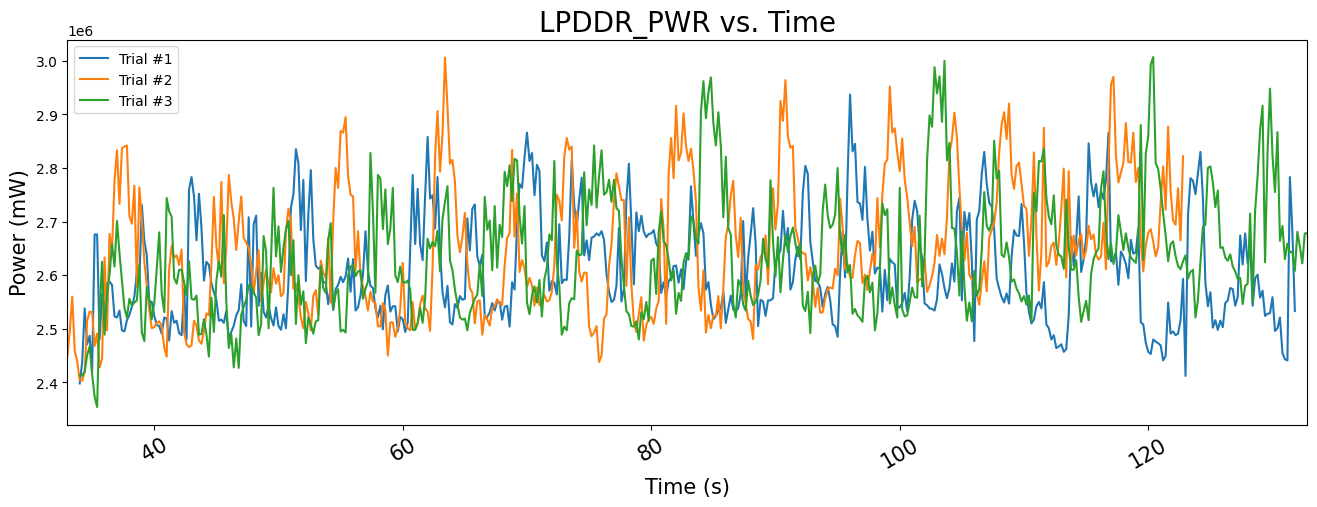 LPDDR_PWR vs. Time
1e6
Trial #1
Trial #2
Trial #3
3.0
2.9
2.8
2.7
2.6
2.5
2.4
Power (mW)
40
60
80
100
120
Time (s)